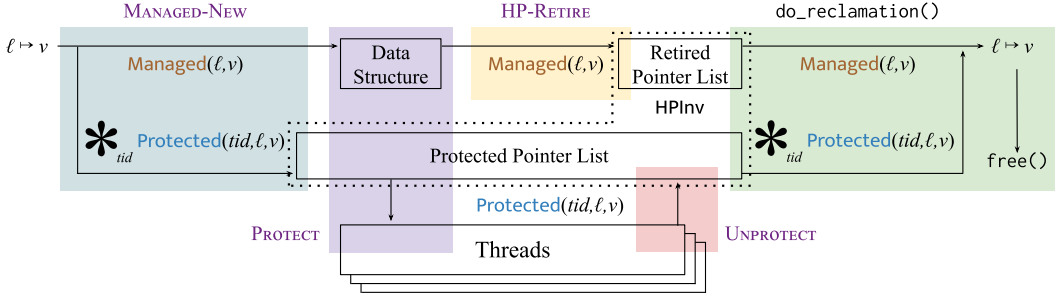 MANAGED-NEW
HP-RETIRE
do_reclamation()
ℓ ↦ v
Data
Structure
Retired
Pointer List
ℓ ↦ v
Managed(ℓ,v)
Managed(ℓ,v)
Managed(ℓ,v)
HPInv
* tid Protected(tid,ℓ,v)
Protected Pointer List
* tid Protected(tid,ℓ,v)
free()
Protected(tid,ℓ,v)
PROTECT
UNPROTECT
Threads